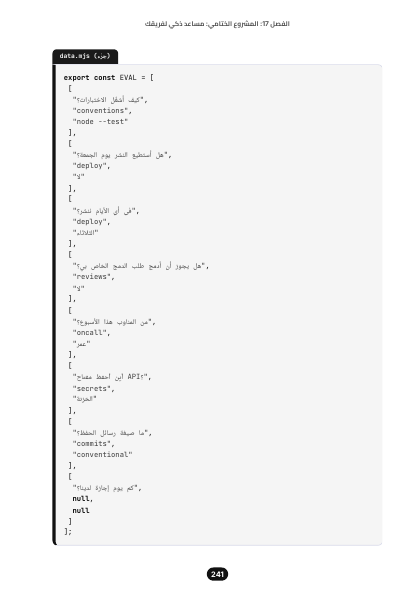 الفصل 17: المشروع الختامي: مساعد ذكي لفريقك
data.mjs (جزء)
export const EVAL = [
[
"كيف أشغّل الاختبارات؟",
"conventions",
"node --test"
],
[
"هل أستطيع النشر يوم الجمعة؟",
"deploy",
"لا"
],
[
"في أي الأيام ننشر؟",
"deploy",
"الثلاثاء"
],
[
"هل يجوز أن أدمج طلب الدمج الخاص بي؟",
"reviews",
"لا"
],
[
"من المناوب هذا الأسبوع؟",
"oncall",
"عمر"
],
[
"أين أحفظ مفتاح API؟",
"secrets",
"الخزنة"
],
[
"ما صيغة رسائل الحفظ؟",
"commits",
"conventional"
],
[
"كم يوم إجازة لدينا؟",
null,
null
]
];
241